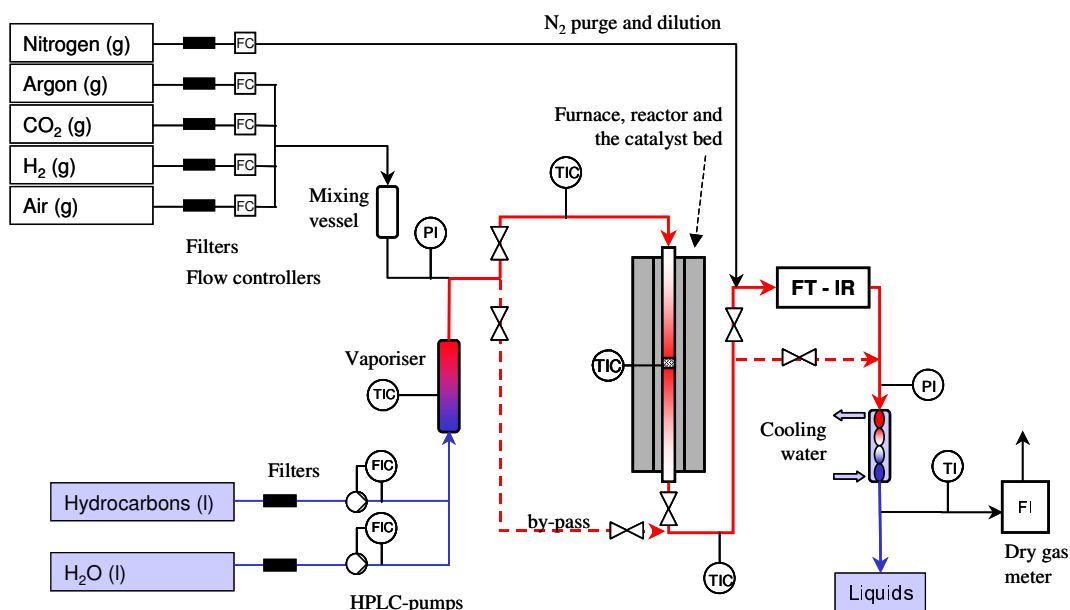 N₂ purge and dilution
Nitrogen (g)
FC
Argon (g)
FC
CO₂ (g)
FC
H₂ (g)
FC
Air (g)
FC
Filters
Flow controllers
Mixing
vessel
PI
TIC
Furnace, reactor and
the catalyst bed
FT - IR
Vaporiser
TIC
TIC
PI
Cooling
water
TI
FI
Dry gas
meter
Filters
FIC
Hydrocarbons (l)
FIC
H₂O (l)
HPLC-pumps
by-pass
TIC
Liquids